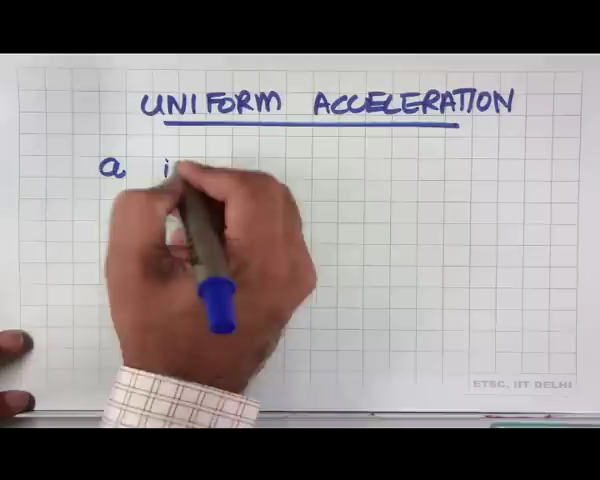 UNIFORM ACCELERATION
a i
ETSC, IIT DELHI